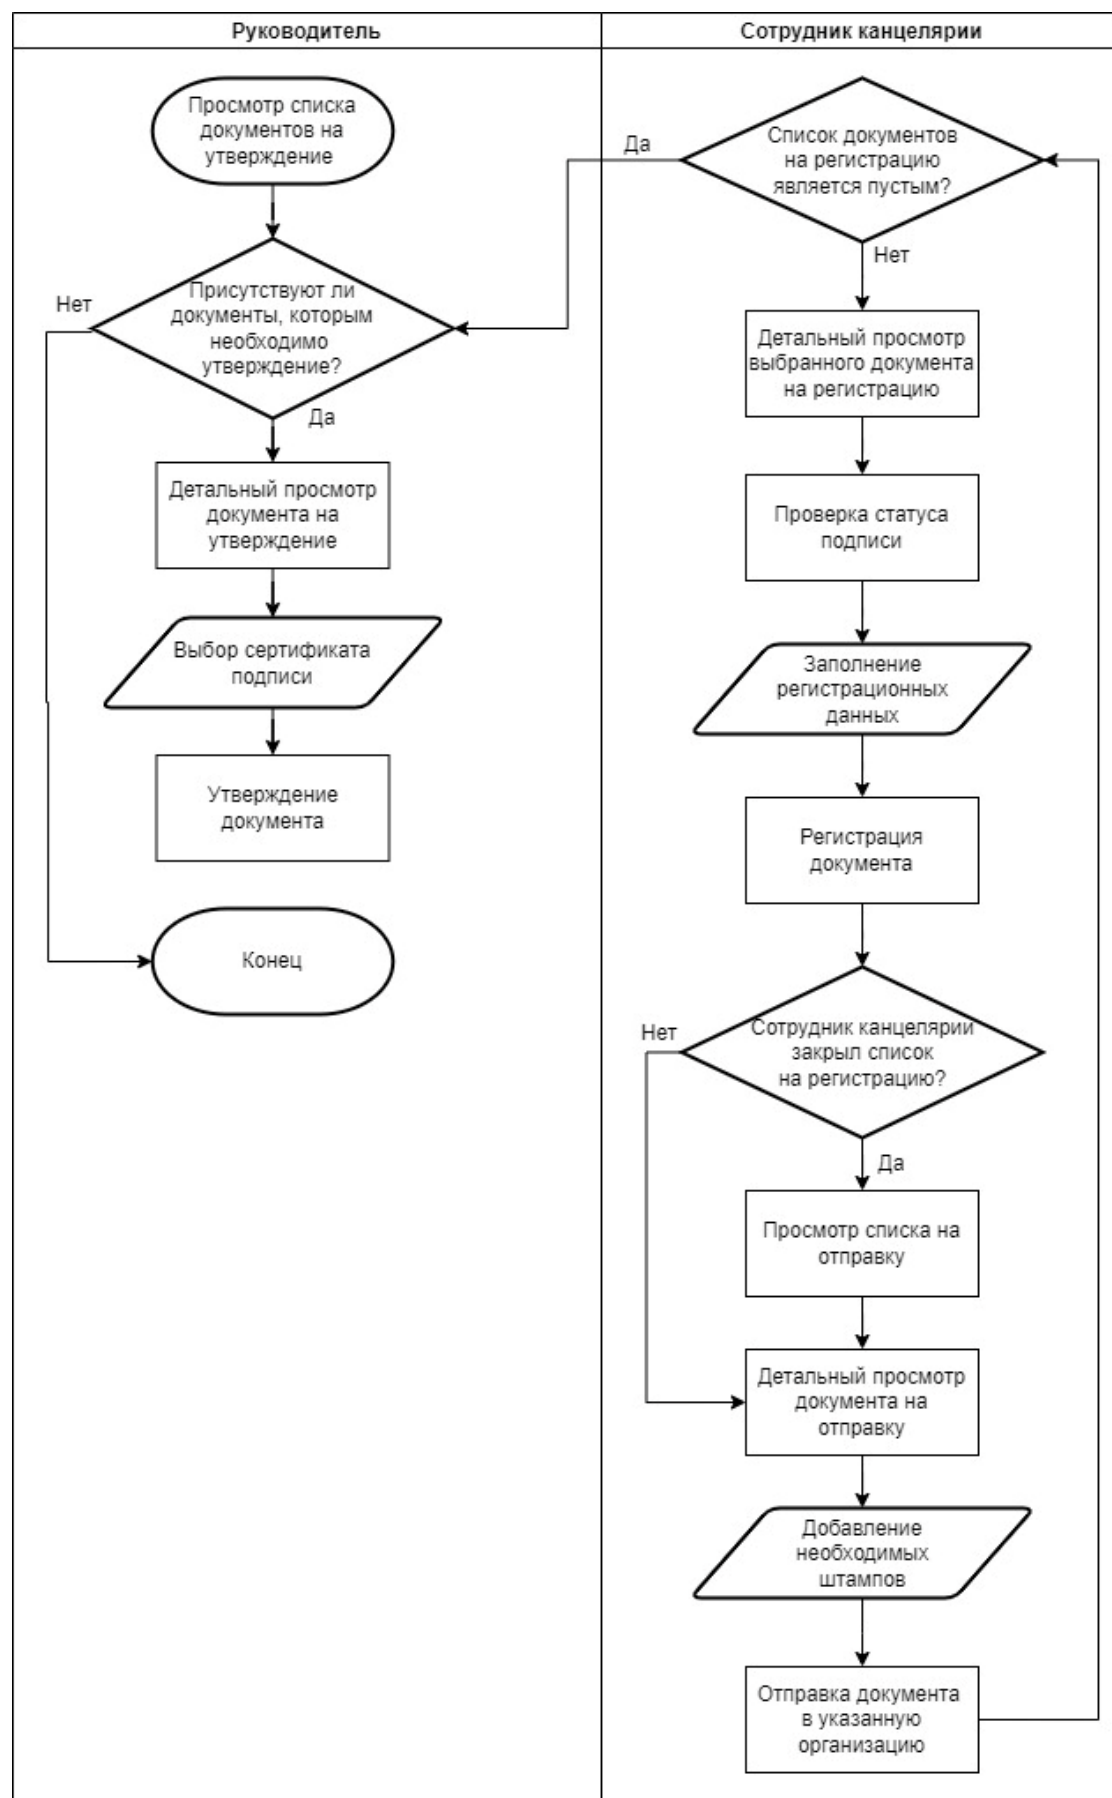 Руководитель
Просмотр списка
документов на
утверждение
Нет
Присутствуют ли
документы, которым
необходимо
утверждение?
Да
Детальный просмотр
документа на
утверждение
Выбор сертификата
подписи
Утверждение
документа
Конец
Сотрудник канцелярии
Да
Список документов
на регистрацию
является пустым?
Нет
Детальный просмотр
выбранного документа
на регистрацию
Проверка статуса
подписи
Заполнение
регистрационных
данных
Регистрация
документа
Нет
Сотрудник канцелярии
закрыл список
на регистрацию?
Да
Просмотр списка на
отправку
Детальный просмотр
документа на
отправку
Добавление
необходимых
штампов
Отправка документа
в указанную
организацию